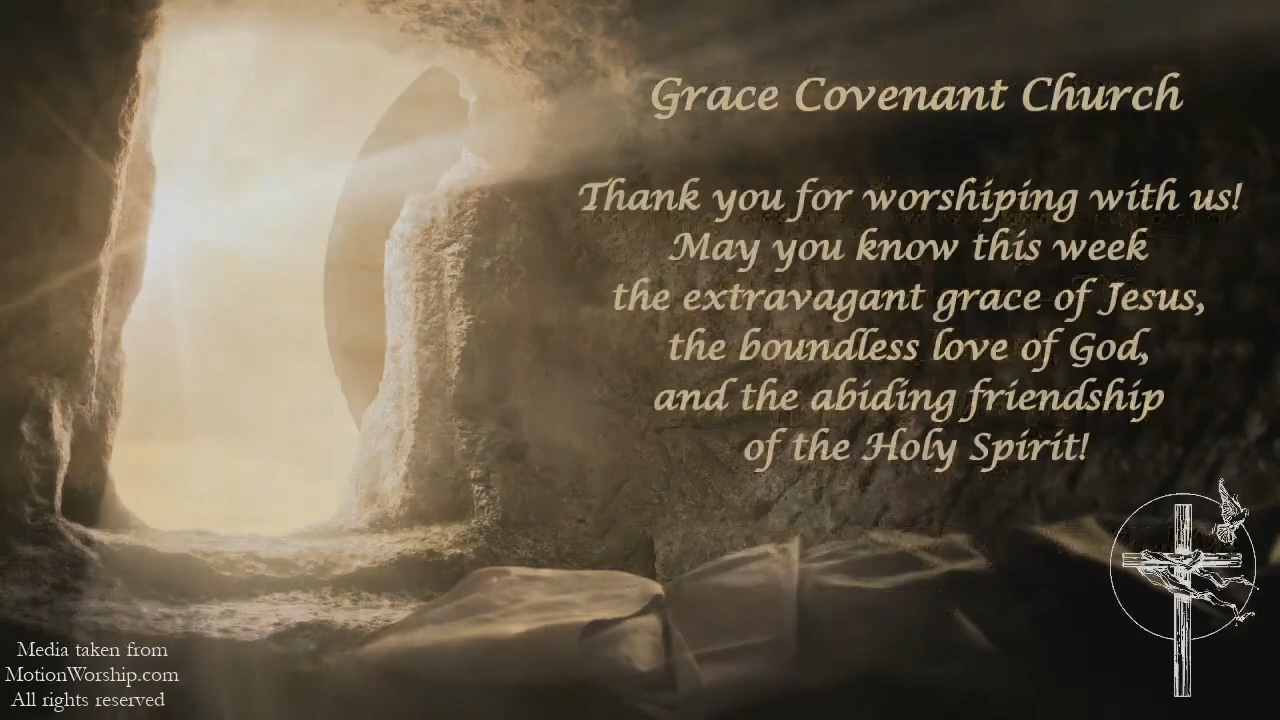 Grace Covenant Church
Thank you for worshiping with us!
May you know this week
the extravagant grace of Jesus,
the boundless love of God,
and the abiding friendship
of the Holy Spirit!
Media taken from
MotionWorship.com
All rights reserved